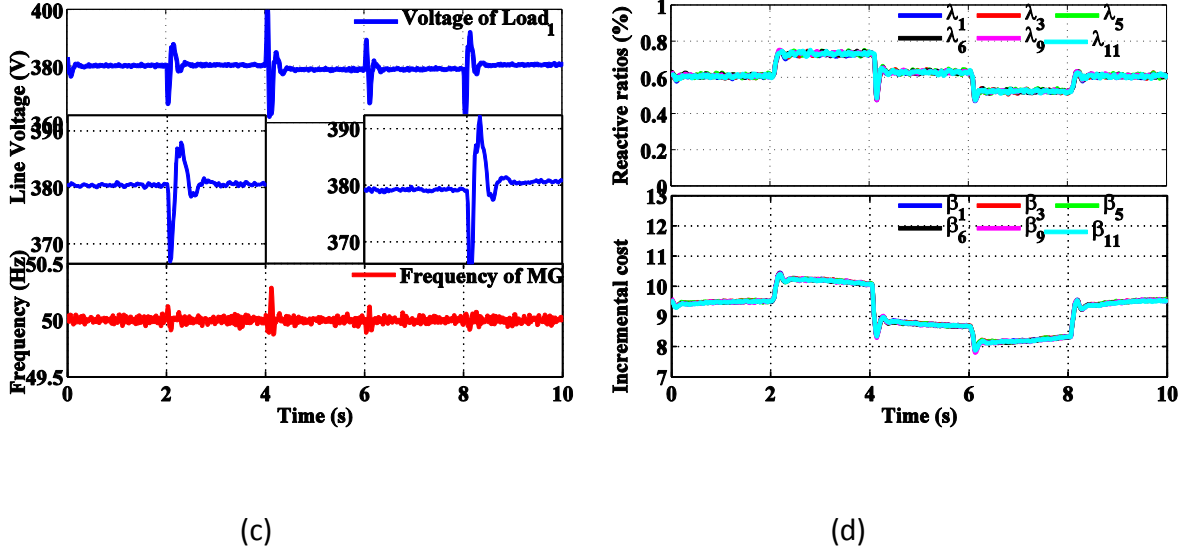 Line Voltage (V)
400
380
360
Voltage of Load1
390
380
370
390
380
370
Frequency (Hz)
50.5
50
49.5
Frequency of MG
0 2 4 6 8 10
Time (s)
(c)
Reactive ratios (%)
1
0.8
0.6
0.4
0.2
0
λ1 λ3 λ5
λ6 λ9 λ11
Incremental cost
13
12
11
10
9
8
7
β1 β3 β5
β6 β9 β11
0 2 4 6 8 10
Time (s)
(d)